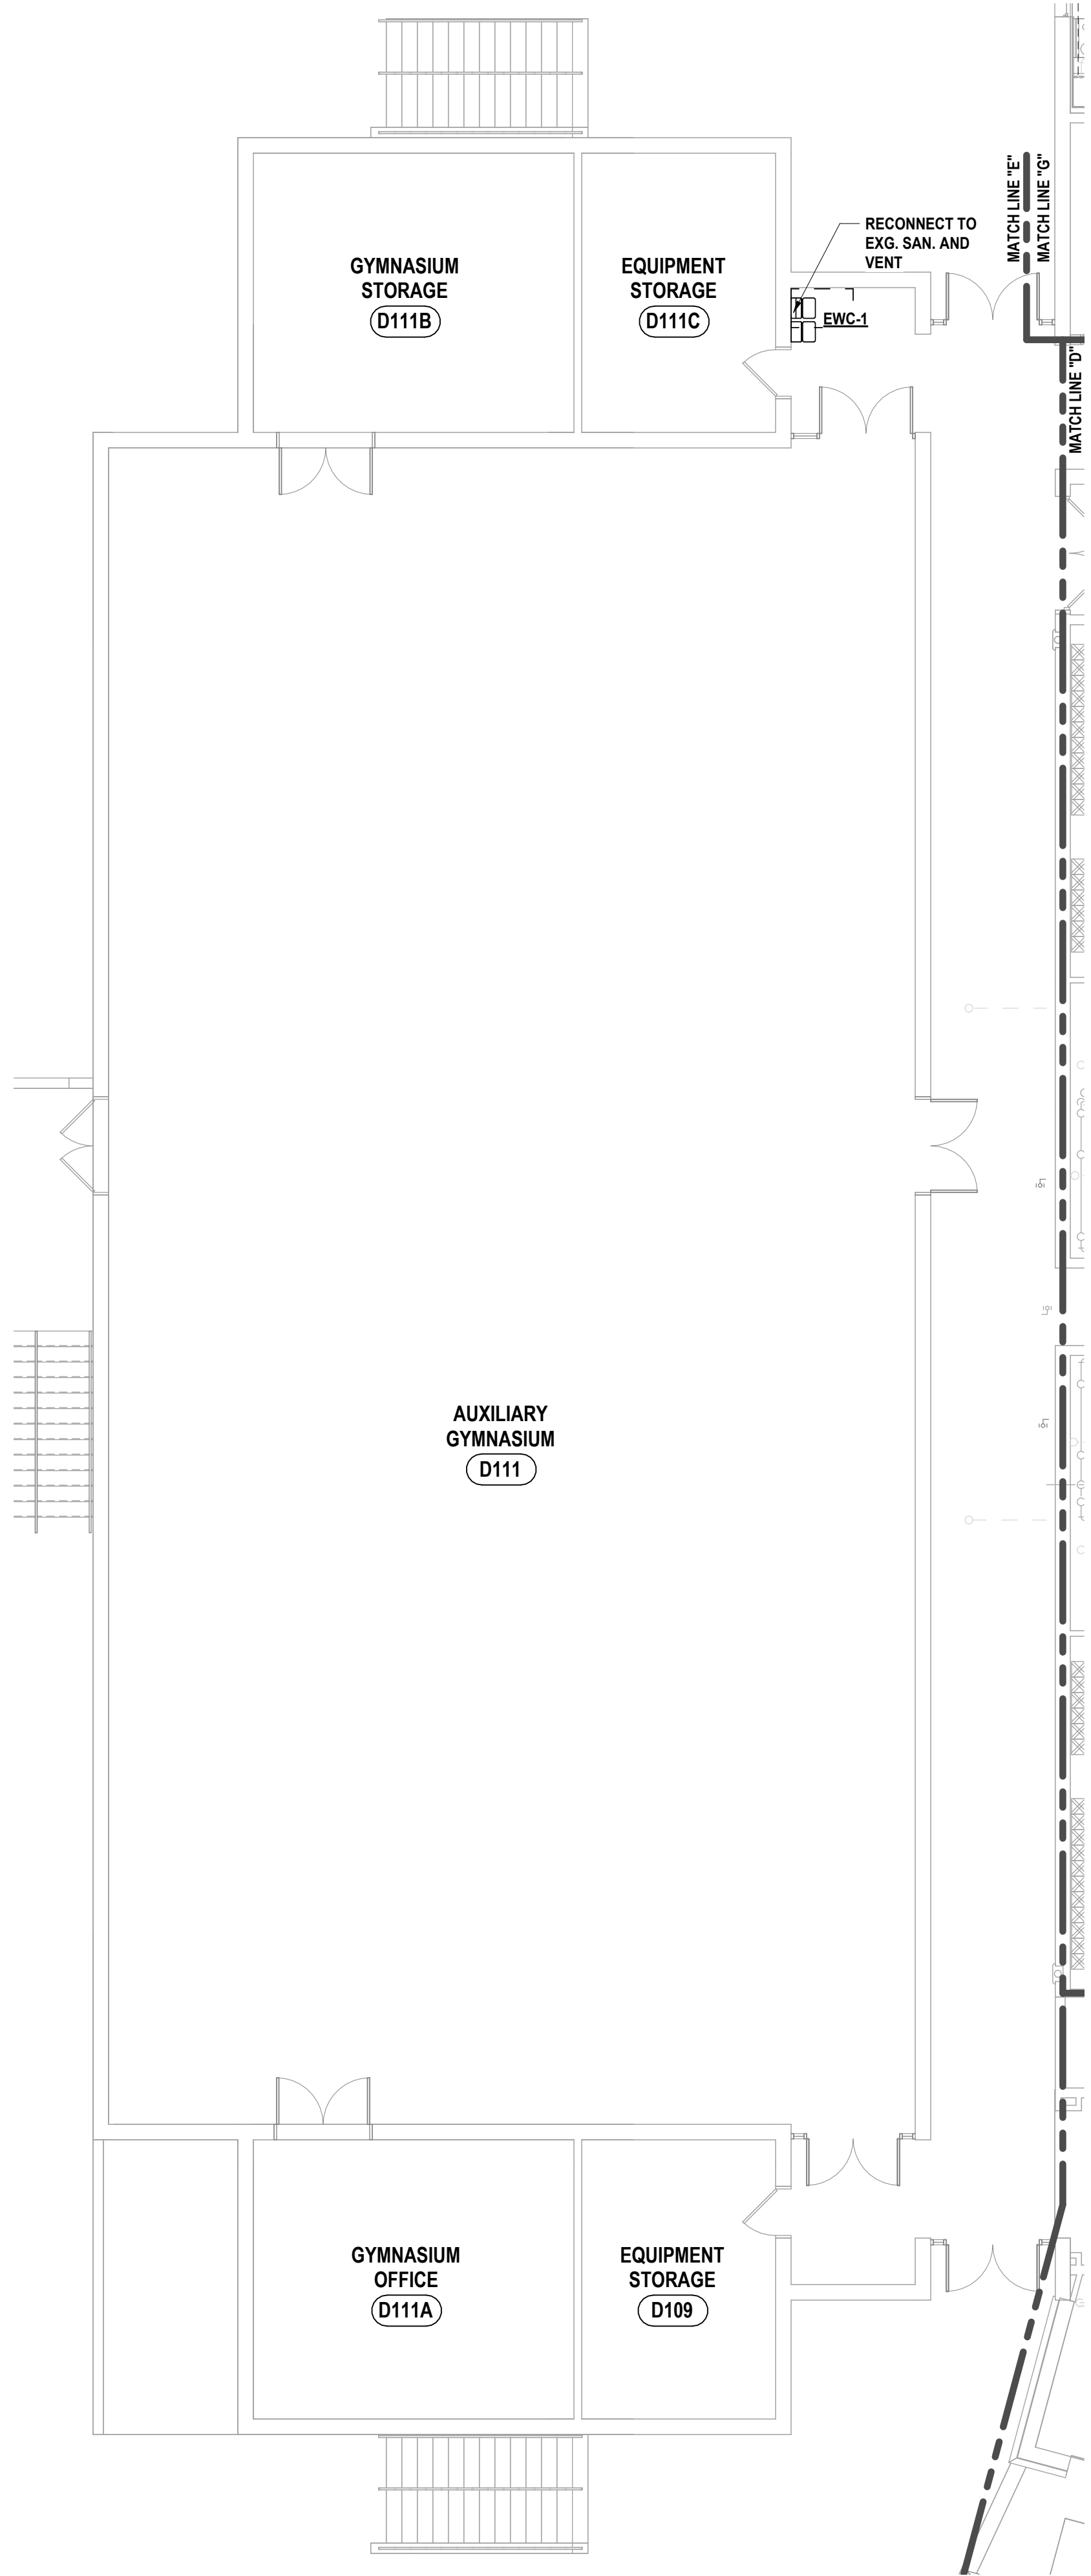 MATCH LINE "E"
MATCH LINE "G"
RECONNECT TO
EXG. SAN. AND
VENT
GYMNASIUM
STORAGE
D111B
EQUIPMENT
STORAGE
D111C
EWC-1
MATCH LINE "D"
AUXILIARY
GYMNASIUM
D111
GYMNASIUM
OFFICE
D111A
EQUIPMENT
STORAGE
D109